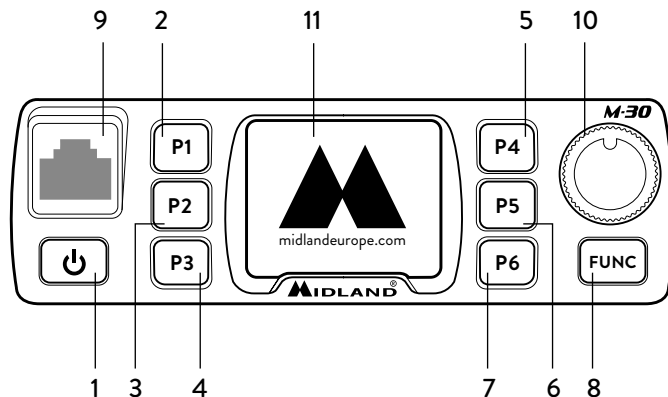 9 2 11 5 10
M-30
P1 P4
P2 P5
midlandeurope.com
P3 P6 FUNC
MIDLAND®
1 3 4 7 6 8